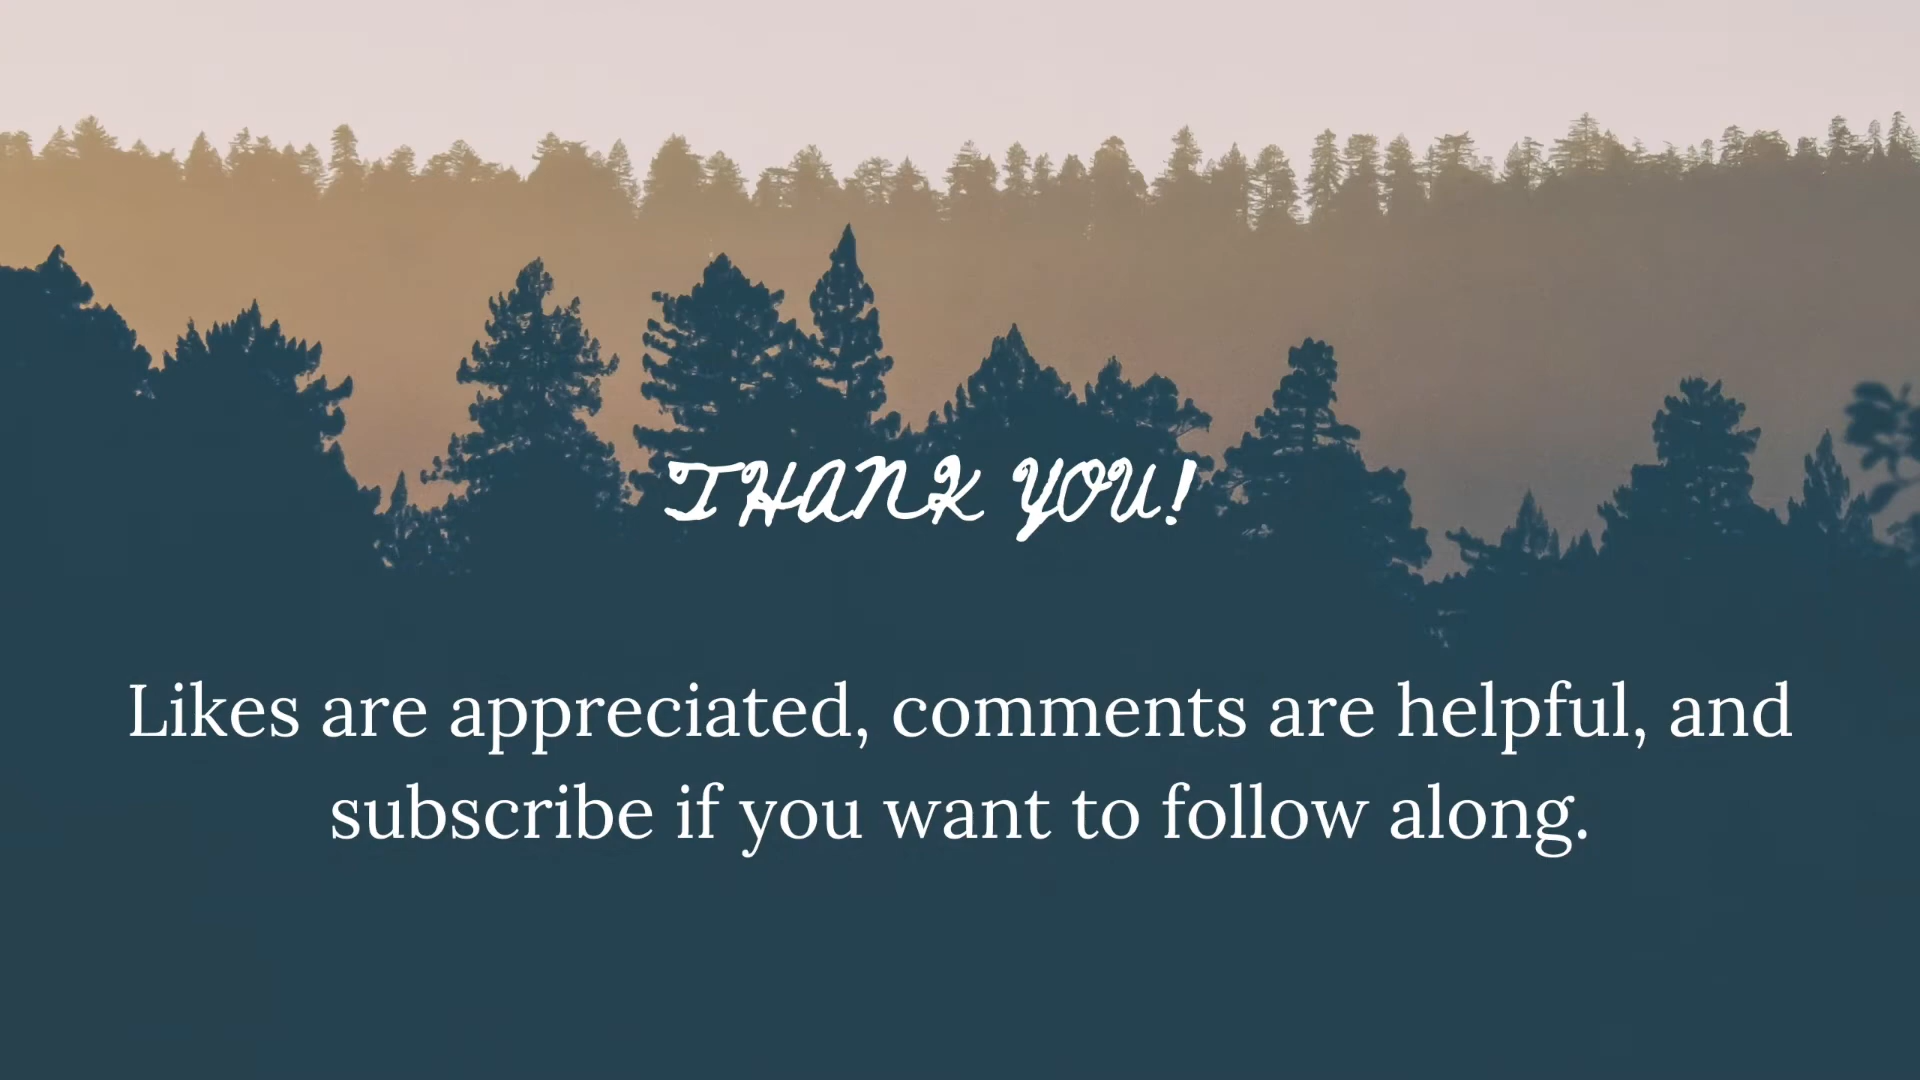 THANK YOU!
Likes are appreciated, comments are helpful, and
subscribe if you want to follow along.